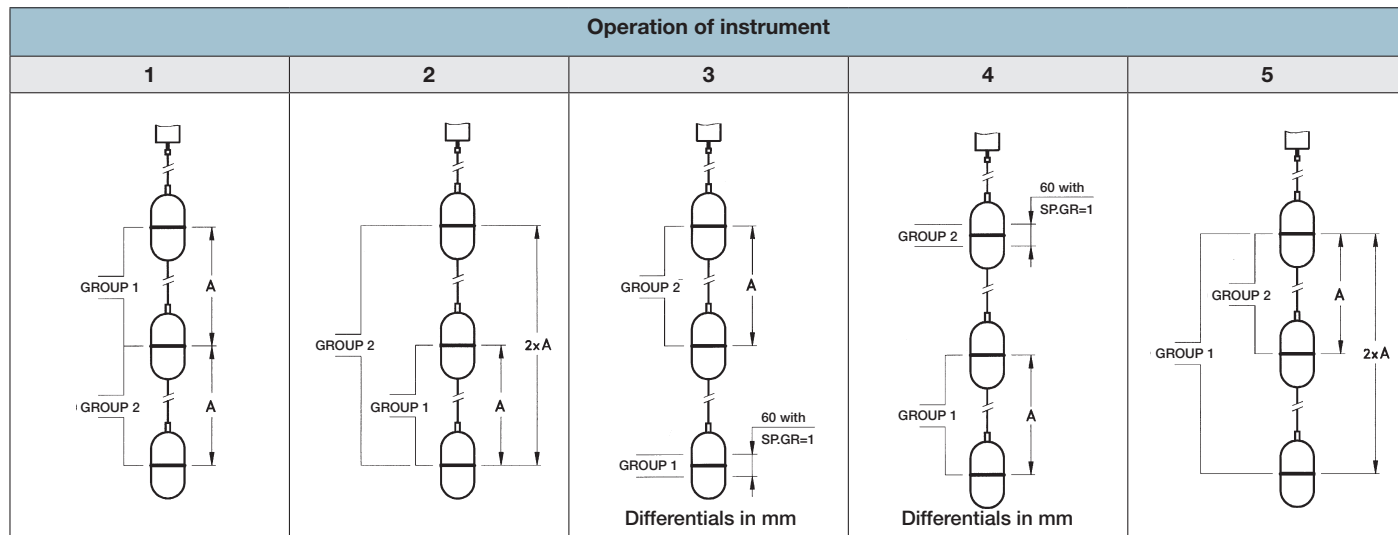 Operation of instrument
1
2
3
4
5
GROUP 1
A
GROUP 2
A
GROUP 2
2xA
GROUP 1
A
GROUP 2
A
60 with
SP.GR=1
GROUP 1
Differentials in mm
60 with
SP.GR=1
GROUP 2
GROUP 1
A
Differentials in mm
GROUP 2
A
GROUP 1
2xA